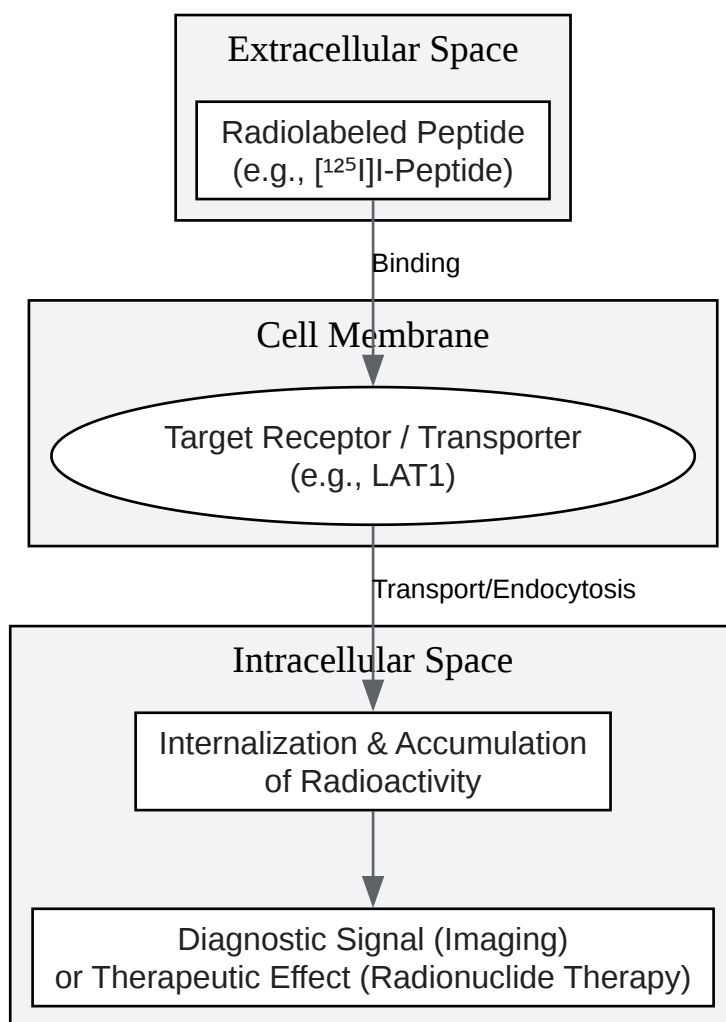 Extracellular Space
Radiolabeled Peptide
(e.g., [¹²⁵I]I-Peptide)
Binding
Cell Membrane
Target Receptor / Transporter
(e.g., LAT1)
Transport/Endocytosis
Intracellular Space
Internalization & Accumulation
of Radioactivity
Diagnostic Signal (Imaging)
or Therapeutic Effect (Radionuclide Therapy)